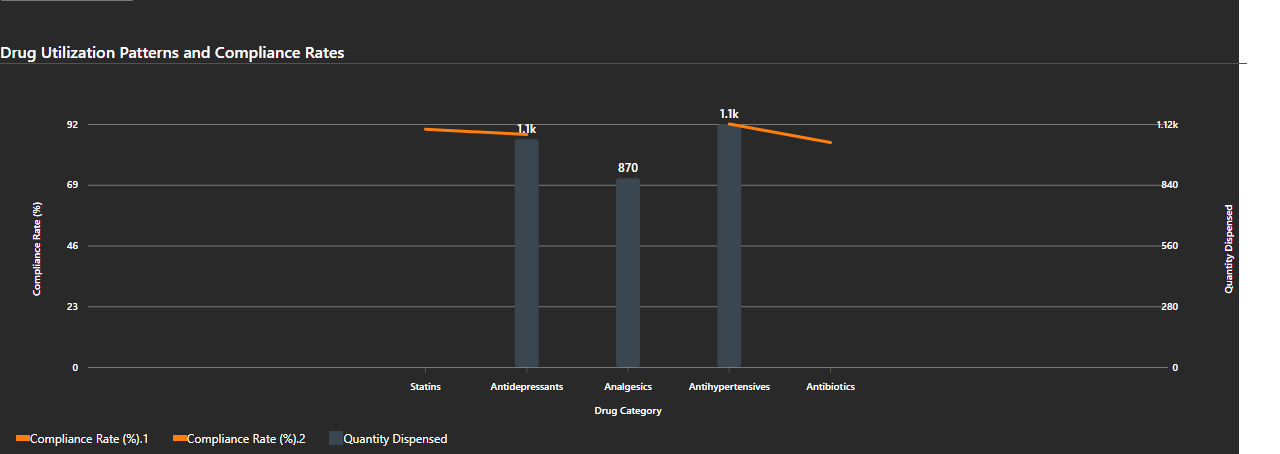 Drug Utilization Patterns and Compliance Rates
1.1k
92
1.1k
1.12k
870
69
840
Compliance Rate (%)
Quantity Dispensed
46
560
23
280
0
0
Statins
Antidepressants
Analgesics
Antihypertensives
Antibiotics
Drug Category
Compliance Rate (%).1
Compliance Rate (%).2
Quantity Dispensed